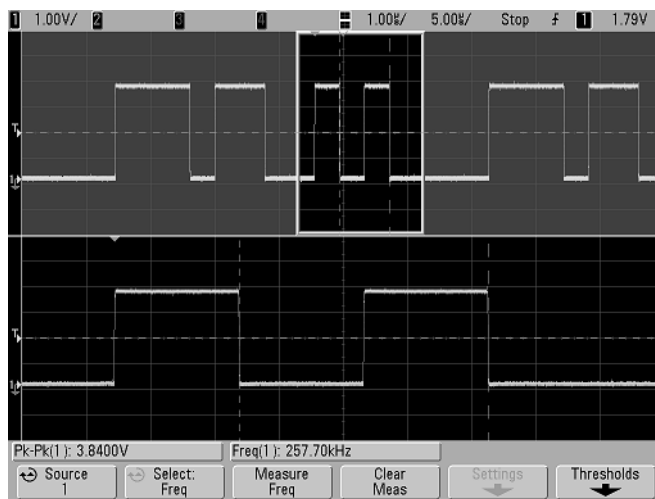 1 1.00V/ 2 3 4 1.00%/ 5.00%/ Stop 1 1.79V
T
1
T
1
Pk-Pk(1): 3.8400V Freq(1): 257.70kHz
Source 1
Select: Freq
Measure Freq
Clear Meas
Settings
Thresholds